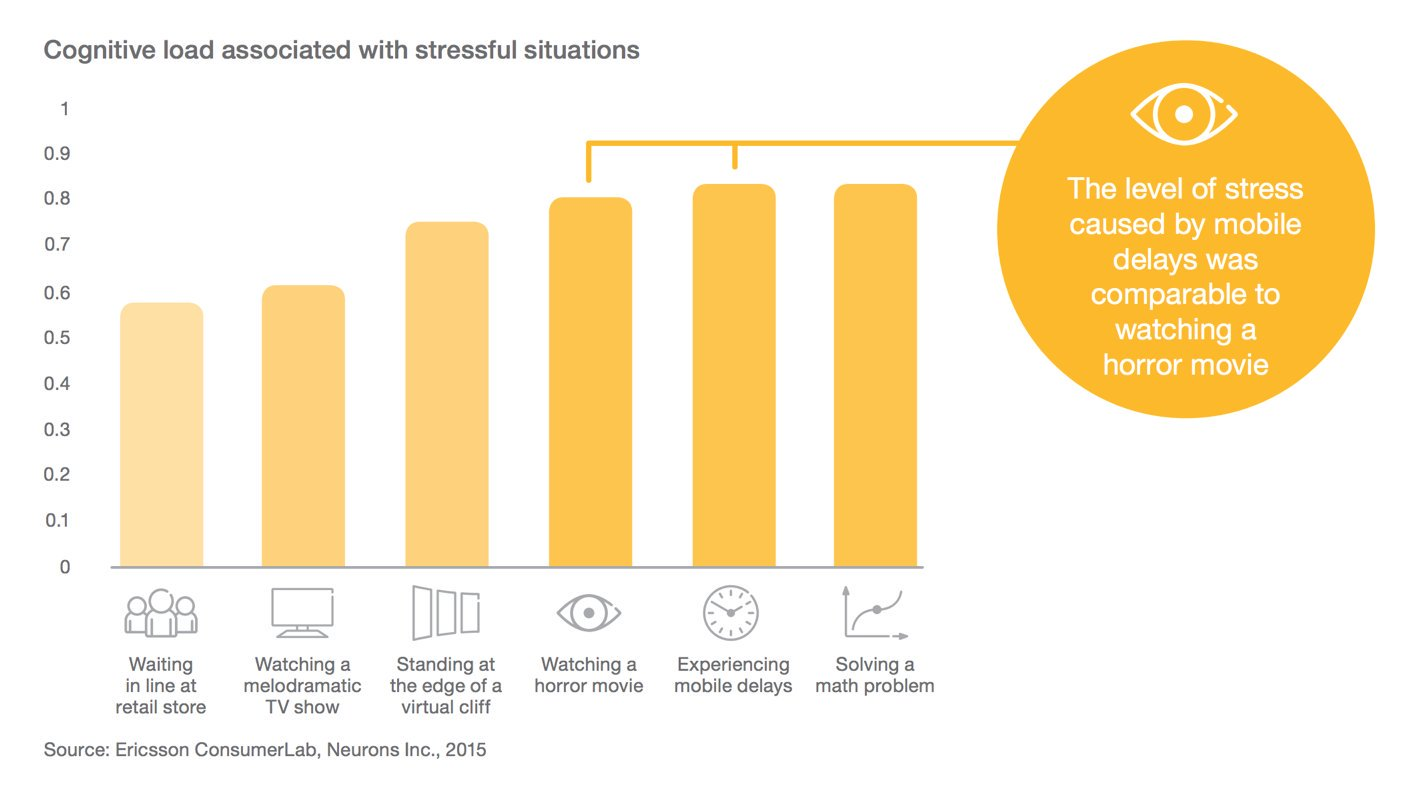 Cognitive load associated with stressful situations
1
0.9
0.8
0.7
0.6
0.5
0.4
0.3
0.2
0.1
0
Waiting
in line at
retail store
Watching a
melodramatic
TV show
Standing at
the edge of a
virtual cliff
Watching a
horror movie
Experiencing
mobile delays
Solving a
math problem
The level of stress
caused by mobile
delays was
comparable to
watching a
horror movie
Source: Ericsson ConsumerLab, Neurons Inc., 2015